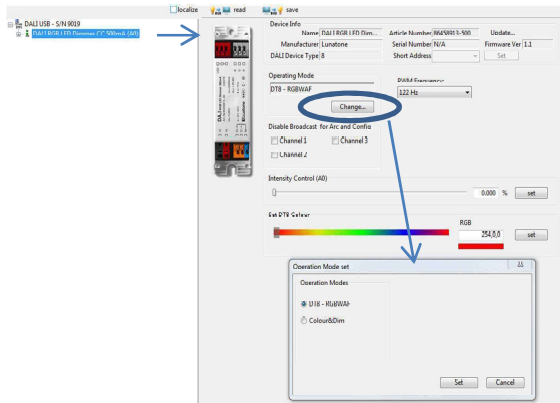 localize read save
DALI USB - S/N 9019
DALI RGB LED Dimmer CC 500mA (A0)
Device Info
Name DALI RGB LED Dim... Article Number 86458913-500 Update...
Manufacturer Lunatone Serial Number N/A Firmware Ver 1.1
DALI Device Type 8 Short Address Set
Operating Mode
DT8 - RGBWAF PWM Frequency
122 Hz
Change...
Disable Broadcast for Arc and Config
Channel 1 Channel 3
Channel 2
Intensity Control (A0)
0.000 % set
Set DT8 Colour
RGB
254,0,0 set
Operation Mode set
Operation Modes
DT8 - RGBWAF
Colour&Dim
Set Cancel